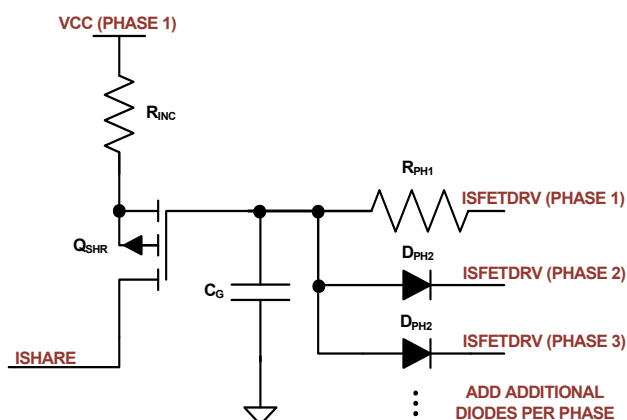 VCC (PHASE 1)
RINC
RPH1
ISFETDRV (PHASE 1)
QSHR
DPH2
ISFETDRV (PHASE 2)
CG
DPH2
ISFETDRV (PHASE 3)
ISHARE
ADD ADDITIONAL
DIODES PER PHASE